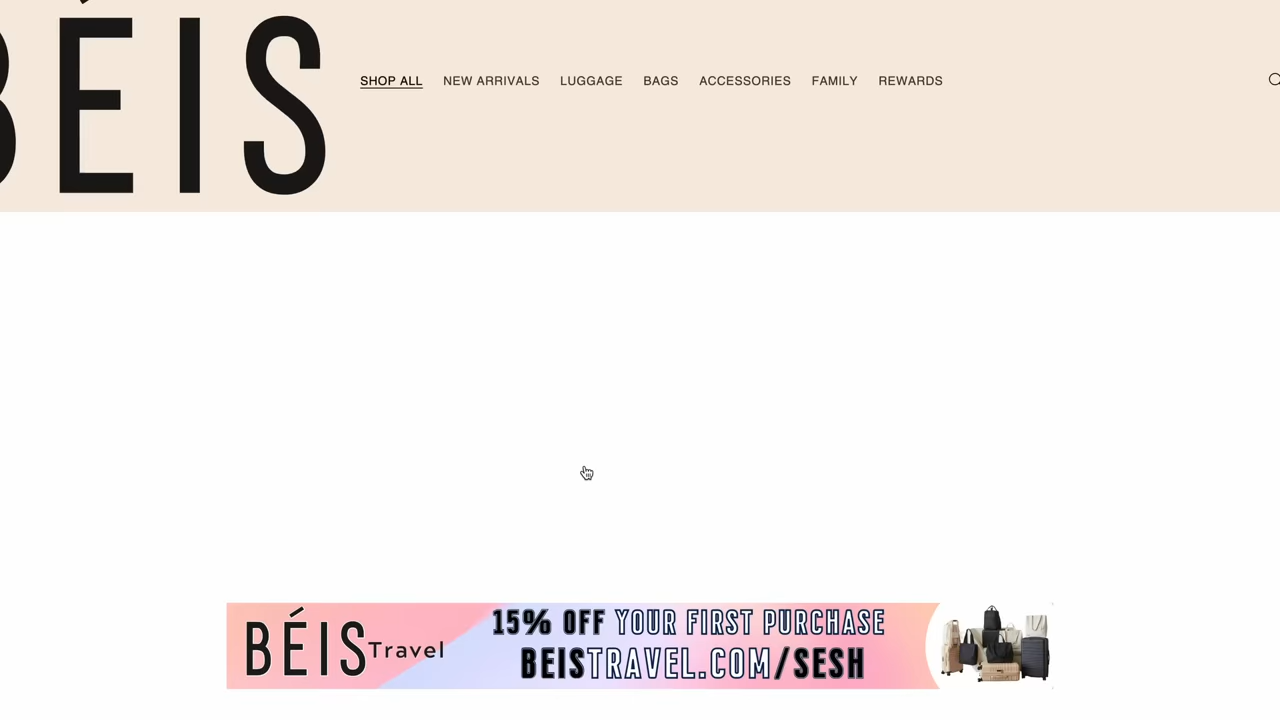 BÉIS
SHOP ALL NEW ARRIVALS LUGGAGE BAGS ACCESSORIES FAMILY REWARDS
BÉIS Travel
15% OFF YOUR FIRST PURCHASE
BEISTRAVEL.COM/SESH